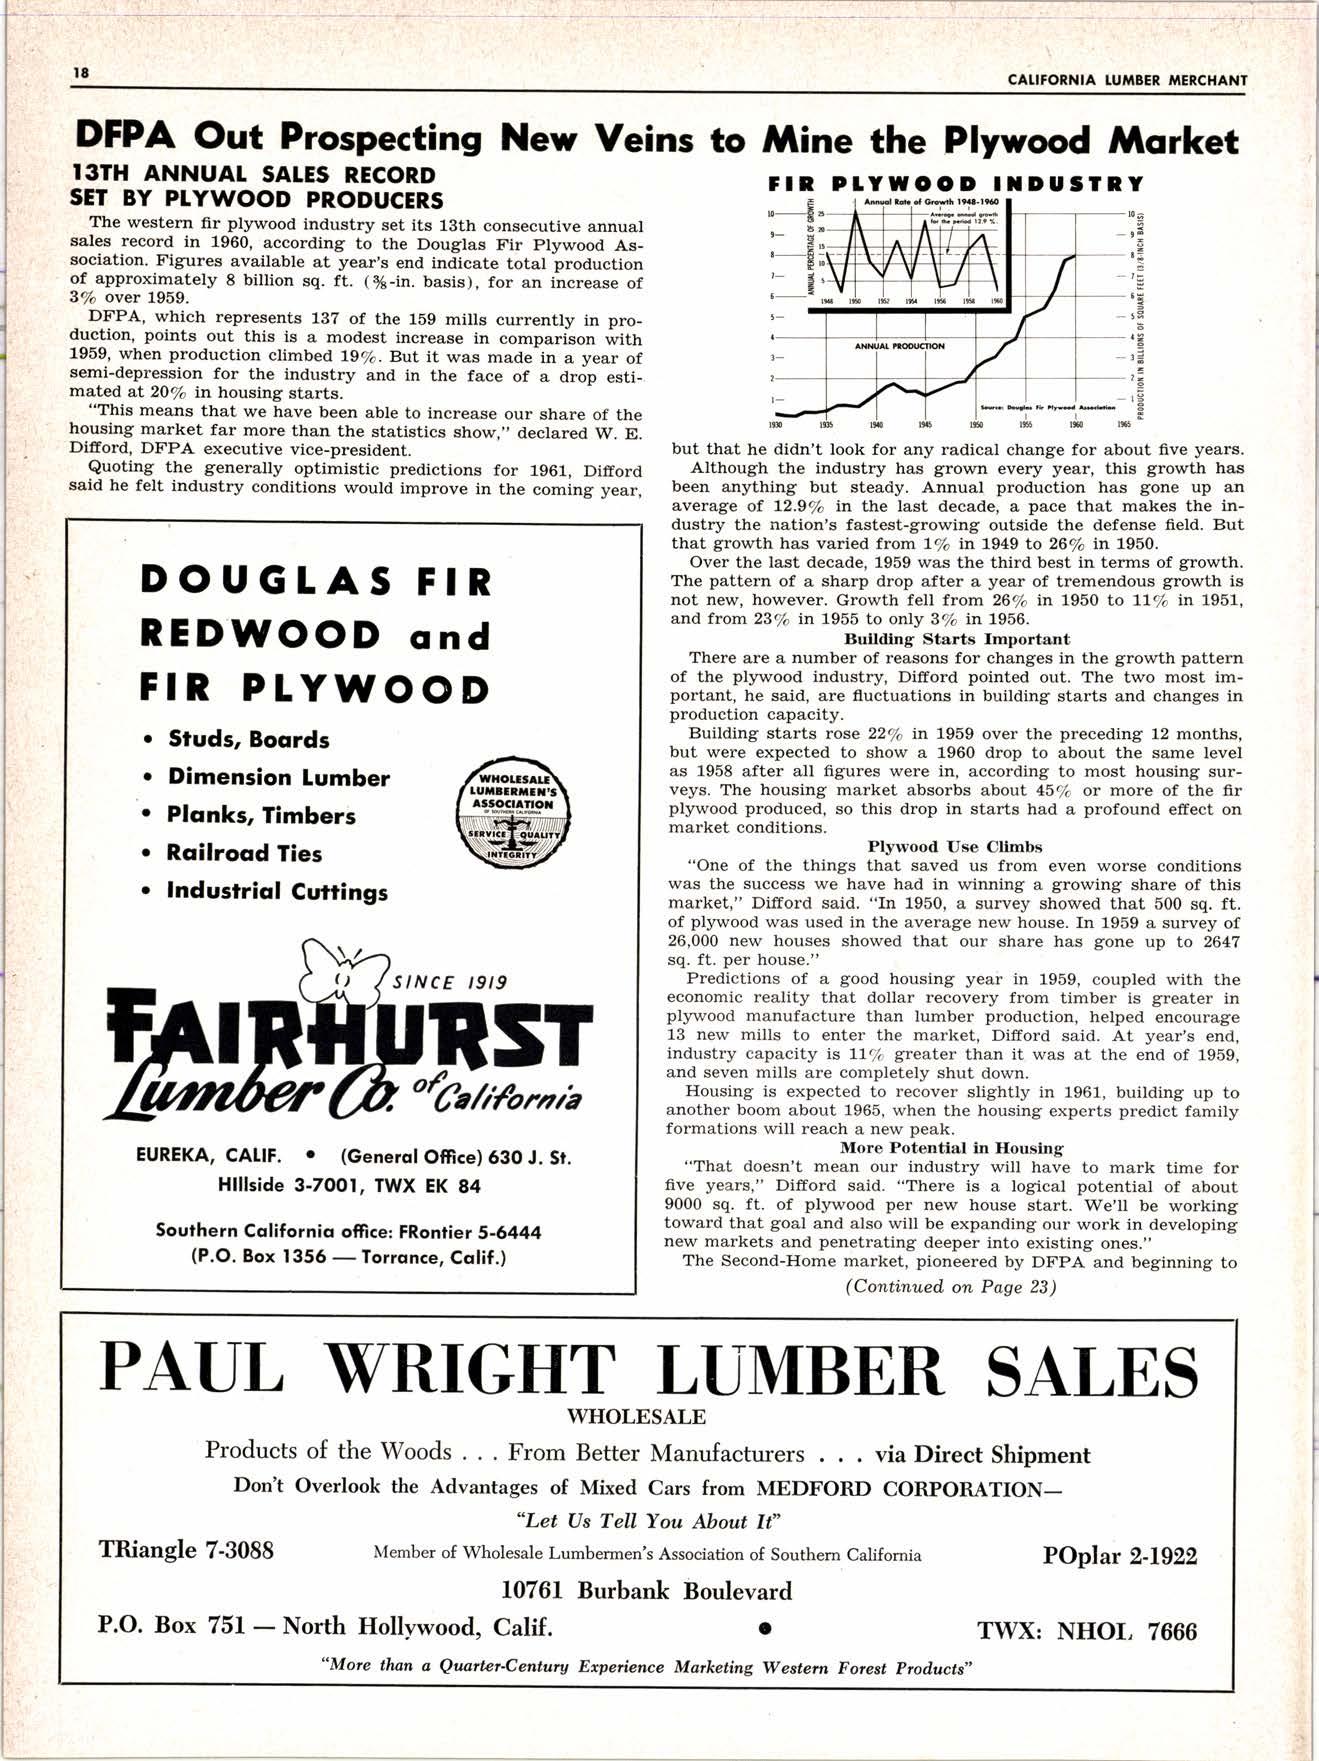 18
CALIFORNIA LUMBER MERCHANT
DFPA Out Prospecting New Veins to Mine the Plywood Market
13TH ANNUAL SALES RECORD
SET BY PLYWOOD PRODUCERS
The western fir plywood industry set its 13th consecutive annual
sales record in 1960, according to the Douglas Fir Plywood As-
sociation. Figures available at year's end indicate total production
of approximately 8 billion sq. ft. (⅜-in. basis), for an increase of
3% over 1959.
DFPA, which represents 137 of the 159 mills currently in pro-
duction, points out this is a modest increase in comparison with
1959, when production climbed 19%. But it was made in a year of
semi-depression for the industry and in the face of a drop esti-
mated at 20% in housing starts.
"This means that we have been able to increase our share of the
housing market far more than the statistics show," declared W. E.
Difford, DFPA executive vice-president.
Quoting the generally optimistic predictions for 1961, Difford
said he felt industry conditions would improve in the coming year,
FIR PLYWOOD INDUSTRY
Annual Rate of Growth 1948-1960
Average annual growth
for the period 12.9 %.
ANNUAL PERCENTAGE OF GROWTH
25
20
15
10
5
1948 1950 1952 1954 1956 1958 1960
10
9
8
7
6
5
4
3
2
1
10
9
8
7
6
5
4
3
2
1
PRODUCTION IN BILLIONS OF SQUARE FEET (3/8-INCH BASIS)
ANNUAL PRODUCTION
Source: Douglas Fir Plywood Association
1930 1935 1940 1945 1950 1955 1960 1965
but that he didn't look for any radical change for about five years.
Although the industry has grown every year, this growth has
been anything but steady. Annual production has gone up an
average of 12.9% in the last decade, a pace that makes the in-
dustry the nation's fastest-growing outside the defense field. But
that growth has varied from 1% in 1949 to 26% in 1950.
Over the last decade, 1959 was the third best in terms of growth.
The pattern of a sharp drop after a year of tremendous growth is
not new, however. Growth fell from 26% in 1950 to 11% in 1951,
and from 23% in 1955 to only 3% in 1956.
Building Starts Important
There are a number of reasons for changes in the growth pattern
of the plywood industry, Difford pointed out. The two most im-
portant, he said, are fluctuations in building starts and changes in
production capacity.
Building starts rose 22% in 1959 over the preceding 12 months,
but were expected to show a 1960 drop to about the same level
as 1958 after all figures were in, according to most housing sur-
veys. The housing market absorbs about 45% or more of the fir
plywood produced, so this drop in starts had a profound effect on
market conditions.
Plywood Use Climbs
"One of the things that saved us from even worse conditions
was the success we have had in winning a growing share of this
market," Difford said. "In 1950, a survey showed that 500 sq. ft.
of plywood was used in the average new house. In 1959 a survey of
26,000 new houses showed that our share has gone up to 2647
sq. ft. per house."
Predictions of a good housing year in 1959, coupled with the
economic reality that dollar recovery from timber is greater in
plywood manufacture than lumber production, helped encourage
13 new mills to enter the market, Difford said. At year's end,
industry capacity is 11% greater than it was at the end of 1959,
and seven mills are completely shut down.
Housing is expected to recover slightly in 1961, building up to
another boom about 1965, when the housing experts predict family
formations will reach a new peak.
More Potential in Housing
"That doesn't mean our industry will have to mark time for
five years," Difford said. "There is a logical potential of about
9000 sq. ft. of plywood per new house start. We'll be working
toward that goal and also will be expanding our work in developing
new markets and penetrating deeper into existing ones."
The Second-Home market, pioneered by DFPA and beginning to
(Continued on Page 23)
DOUGLAS FIR
REDWOOD and
FIR PLYWOOD
• Studs, Boards
• Dimension Lumber
• Planks, Timbers
• Railroad Ties
• Industrial Cuttings
WHOLESALE
LUMBERMEN'S
ASSOCIATION
OF SOUTHERN CALIFORNIA
SERVICE QUALITY
INTEGRITY
SINCE 1919
FAIRHURST
Lumber Co. of California
EUREKA, CALIF. • (General Office) 630 J. St.
HIllside 3-7001, TWX EK 84
Southern California office: FRontier 5-6444
(P.O. Box 1356 — Torrance, Calif.)
PAUL WRIGHT LUMBER SALES
WHOLESALE
Products of the Woods . . . From Better Manufacturers . . . via Direct Shipment
Don't Overlook the Advantages of Mixed Cars from MEDFORD CORPORATION—
"Let Us Tell You About It"
TRiangle 7-3088 Member of Wholesale Lumbermen's Association of Southern California POplar 2-1922
10761 Burbank Boulevard
P.O. Box 751 — North Hollywood, Calif. • TWX: NHOL 7666
"More than a Quarter-Century Experience Marketing Western Forest Products"